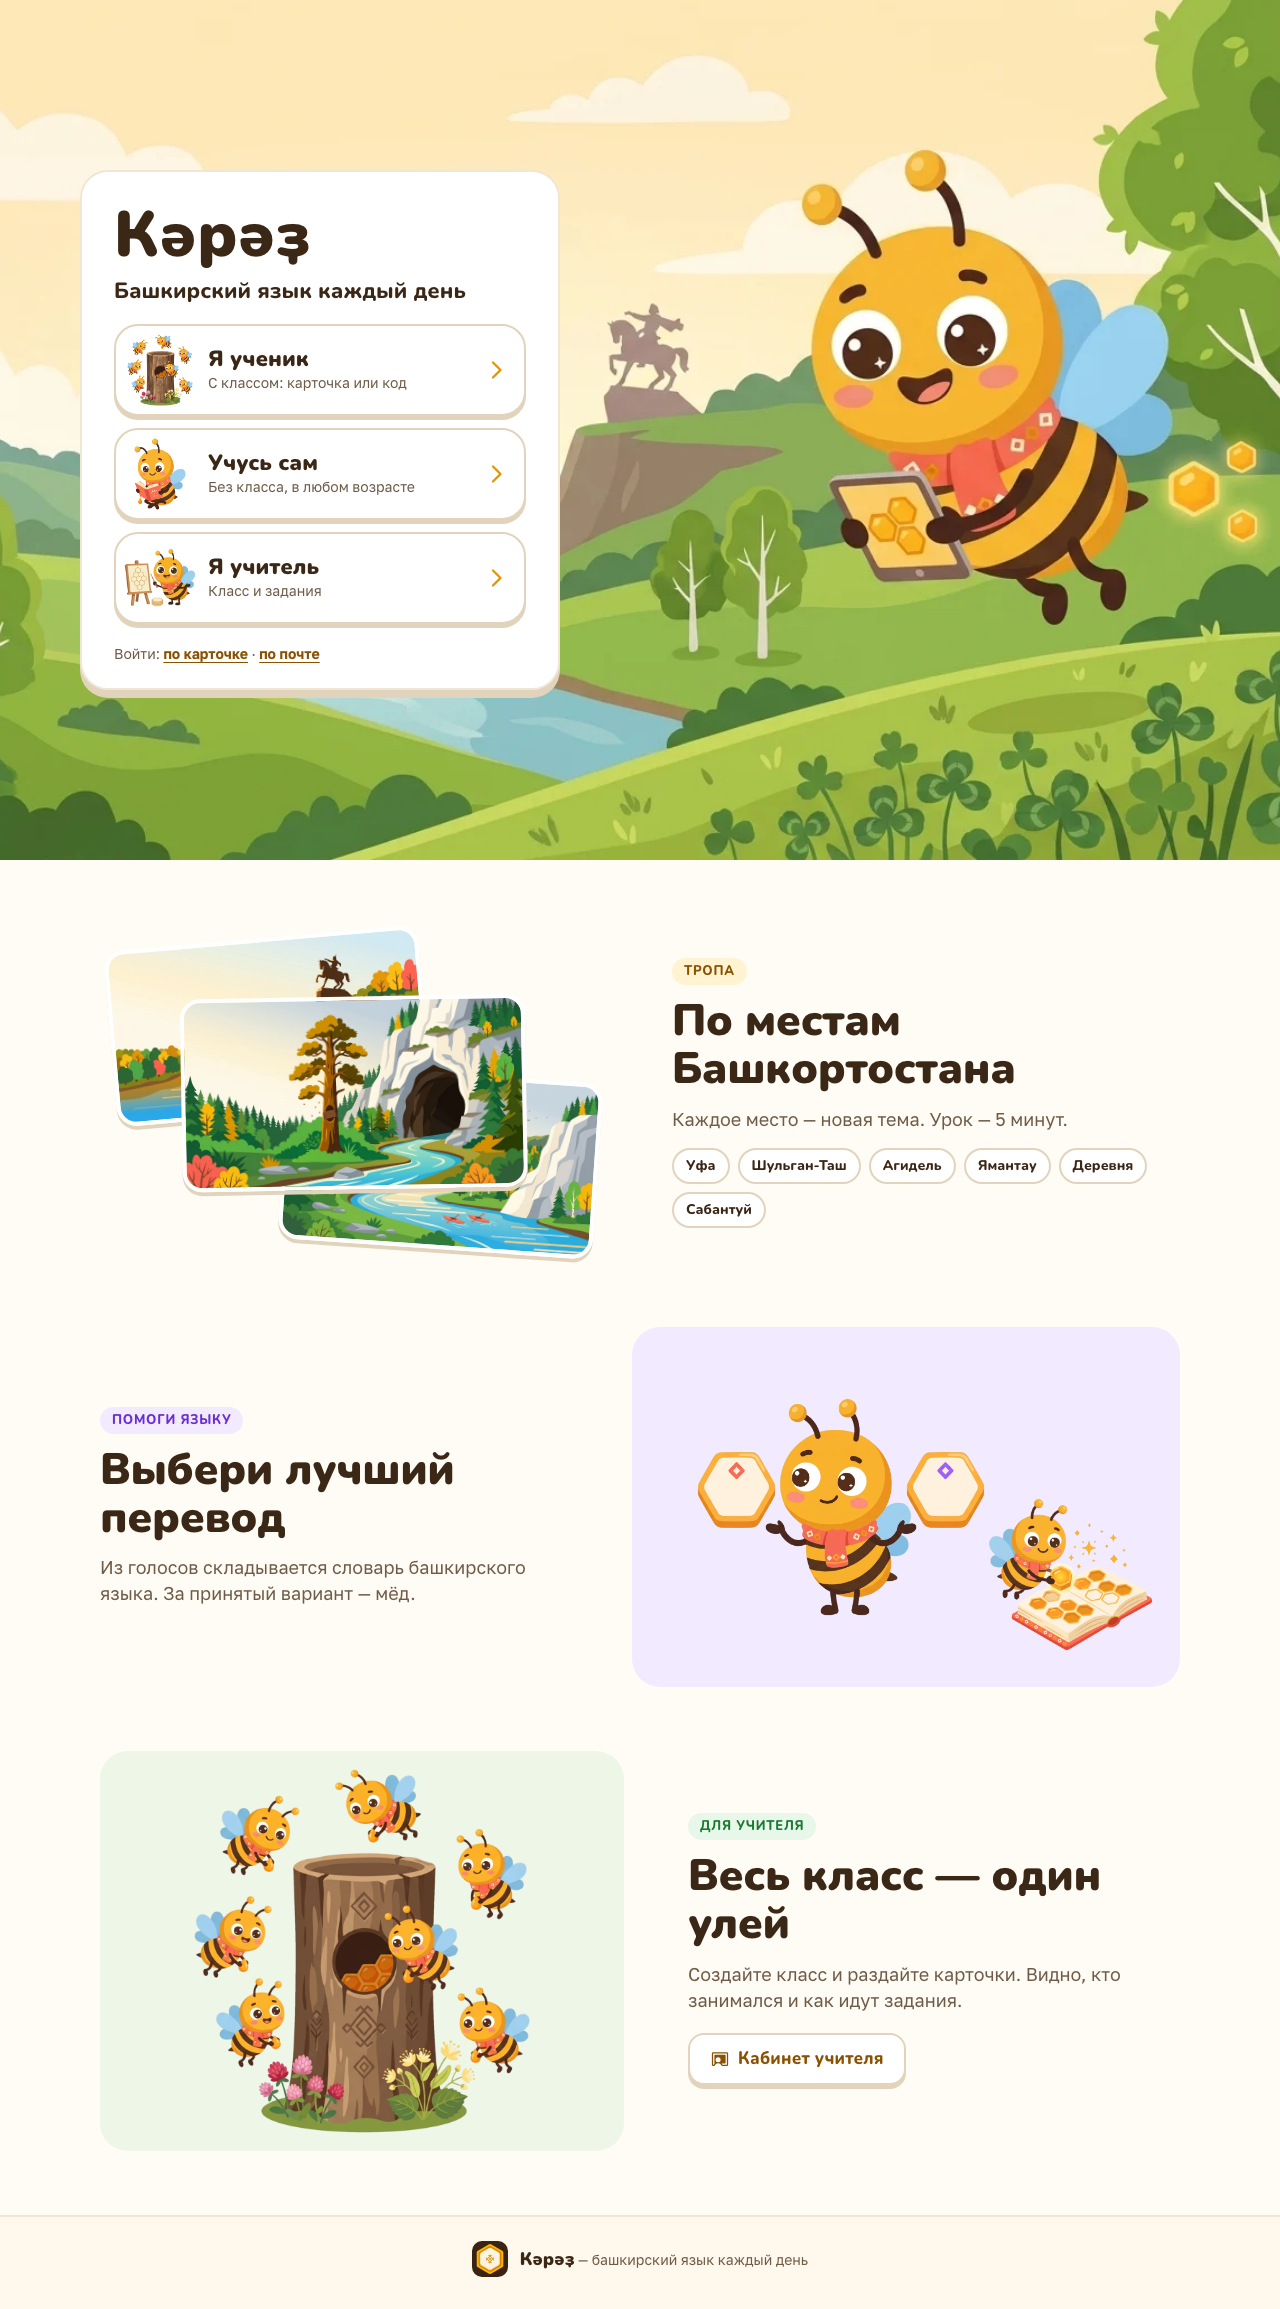 Кәрәҙ
Башкирский язык каждый день
Я ученик
С классом: карточка или код
Учусь сам
Без класса, в любом возрасте
Я учитель
Класс и задания
Войти: по карточке · по почте
ТРОПА
По местам
Башкортостана
Каждое место — новая тема. Урок — 5 минут.
Уфа
Шульган-Таш
Агидель
Ямантау
Деревня
Сабантуй
ПОМОГИ ЯЗЫКУ
Выбери лучший
перевод
Из голосов складывается словарь башкирского
языка. За принятый вариант — мёд.
ДЛЯ УЧИТЕЛЯ
Весь класс — один
улей
Создайте класс и раздайте карточки. Видно, кто
занимался и как идут задания.
Кабинет учителя
Кәрәҙ — башкирский язык каждый день